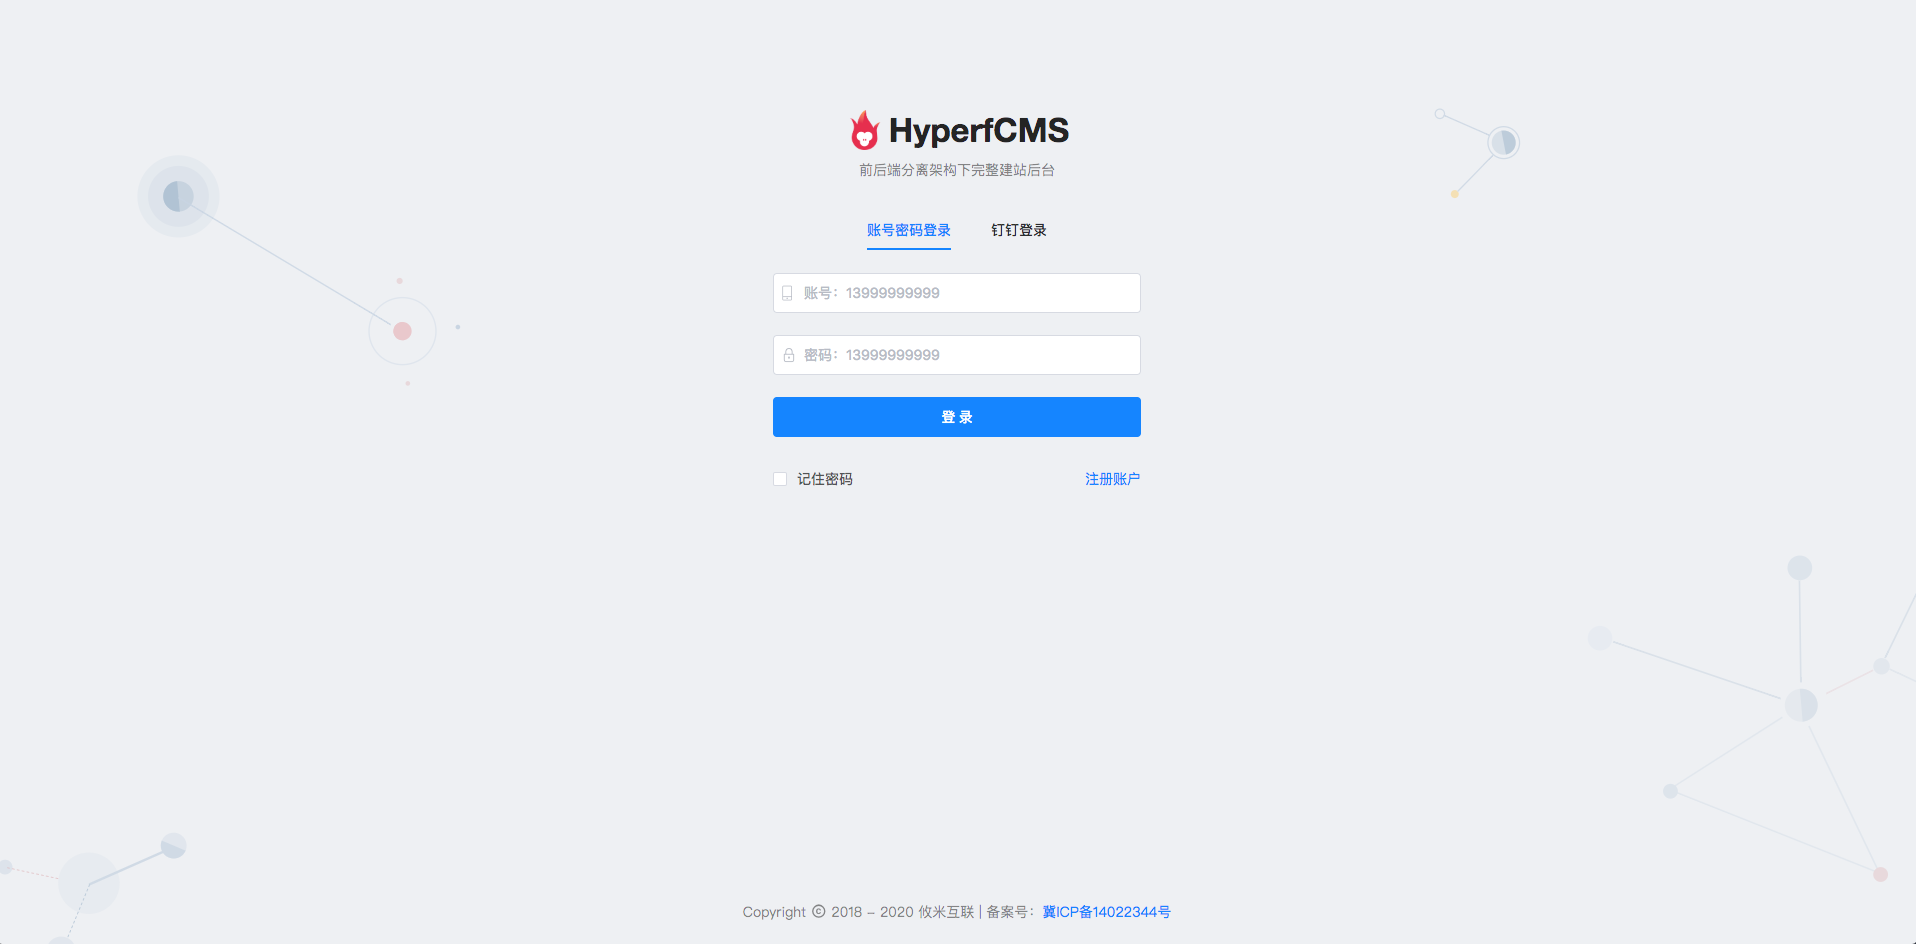 HyperfCMS
前后端分离架构下完整建站后台
账号密码登录 钉钉登录
账号：13999999999
密码：13999999999
登 录
记住密码 注册账户
Copyright © 2018 - 2020 攸米互联 | 备案号：冀ICP备14022344号